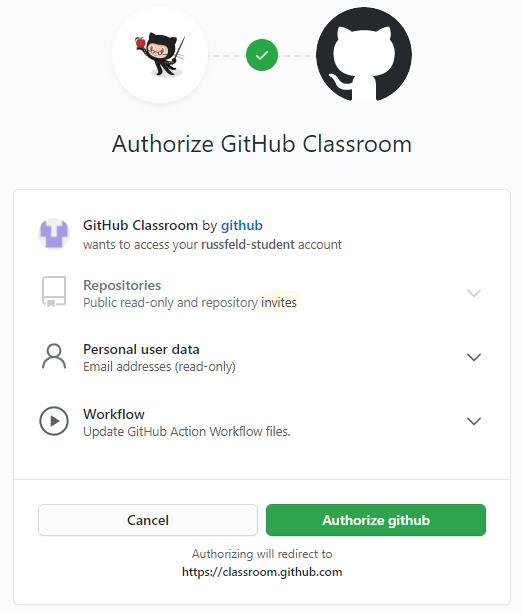 Authorize GitHub Classroom
GitHub Classroom by github
wants to access your russfeld-student account
Repositories
Public read-only and repository invites
Personal user data
Email addresses (read-only)
Workflow
Update GitHub Action Workflow files.
Cancel
Authorize github
Authorizing will redirect to
https://classroom.github.com